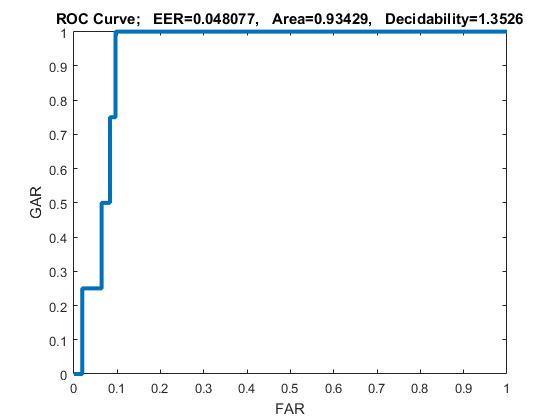 ROC Curve;   EER=0.048077,   Area=0.93429,   Decidability=1.3526
1
0.9
0.8
0.7
0.6
0.5
0.4
0.3
0.2
0.1
0
GAR
0 0.1 0.2 0.3 0.4 0.5 0.6 0.7 0.8 0.9 1
FAR